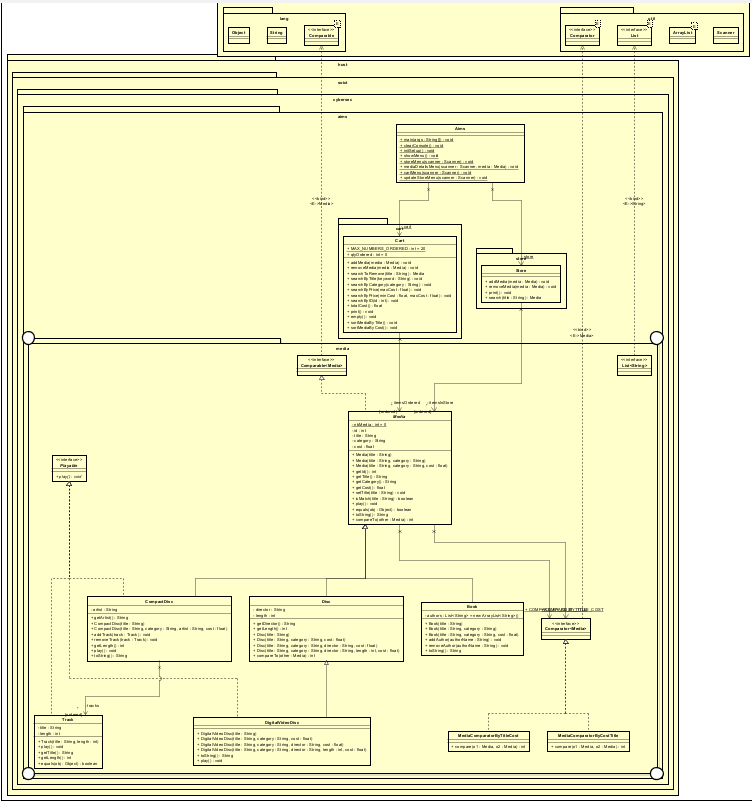 lang
Object
String
<<interface>>
Comparable
<<interface>>
Comparator
<<interface>>
List
ArrayList
Scanner
hust
soict
aims
Aims
+ clearConsole() : void
+ initSetup() : void
+ showMenu() : void
+ storeMenu(scanner : Scanner) : void
+ mediaDetailsMenu(scanner : Scanner, media : Media) : void
+ cartMenu(scanner : Scanner) : void
+ updateStoreMenu(scanner : Scanner) : void
<<bind>>
<E->Media>
<<bind>>
<E->String>
cart
Cart
+ MAX_NUMBERS_ORDERED : int = 20
+ qtyOrdered : int = 0
+ addMedia(media : Media) : void
+ removeMedia(media : Media) : void
+ searchToRemove(title : String) : Media
+ searchByTitle(keyword : String) : void
+ searchByCategory(category : String) : void
+ searchByPrice(maxCost : float) : void
+ searchByPrice(minCost : float, maxCost : float) : void
+ searchByID(id : int) : void
+ totalCost() : float
+ print() : void
+ empty() : void
+ sortMediaByTitle() : void
+ sortMediaByCost() : void
store
Store
+ addMedia(media : Media) : void
+ removeMedia(media : Media) : void
+ print() : void
+ search(title : String) : Media
<<bind>>
<E->Media>
media
<<interface>>
Comparable<Media>
<<interface>>
List<String>
- itemsOrdered
- itemsInStore
Media
- nbMedia : int = 0
- id : int
- title : String
- category : String
- cost : float
+ Media(title : String)
+ Media(title : String, category : String)
+ Media(title : String, category : String, cost : float)
+ getId() : int
+ getTitle() : String
+ getCategory() : String
+ getCost() : float
+ setTitle(title : String) : void
+ isMatch(title : String) : boolean
+ play() : void
+ equals(obj : Object) : boolean
+ toString() : String
+ compareTo(other : Media) : int
<<interface>>
Playable
+ play() : void
CompactDisc
- artist : String
+ getArtist() : String
+ CompactDisc(title : String)
+ CompactDisc(title : String, category : String, artist : String, cost : float)
+ addTrack(track : Track) : void
+ removeTrack(track : Track) : void
+ getLength() : int
+ play() : void
+ toString() : String
Disc
- director : String
- length : int
+ getDirector() : String
+ getLength() : int
+ Disc(title : String)
+ Disc(title : String, category : String, cost : float)
+ Disc(title : String, category : String, director : String, cost : float)
+ Disc(title : String, category : String, director : String, length : int, cost : float)
+ compareTo(other : Media) : int
Book
- authors : List<String> = new ArrayList<String>()
+ Book(title : String)
+ Book(title : String, category : String)
+ Book(title : String, category : String, cost : float)
+ addAuthor(authorName : String) : void
+ removeAuthor(authorName : String) : void
+ toString() : String
<<interface>>
Comparator<Media>
- tracks
Track
- title : String
- length : int
+ Track(title : String, length : int)
+ play() : void
+ getTitle() : String
+ getLength() : int
+ equals(obj : Object) : boolean
DigitalVideoDisc
+ DigitalVideoDisc(title : String)
+ DigitalVideoDisc(title : String, category : String, cost : float)
+ DigitalVideoDisc(title : String, category : String, director : String, cost : float)
+ DigitalVideoDisc(title : String, category : String, director : String, length : int, cost : float)
+ toString() : String
+ play() : void
MediaComparatorByTitleCost
+ compare(o1 : Media, o2 : Media) : int
MediaComparatorByCostTitle
+ compare(o1 : Media, o2 : Media) : int